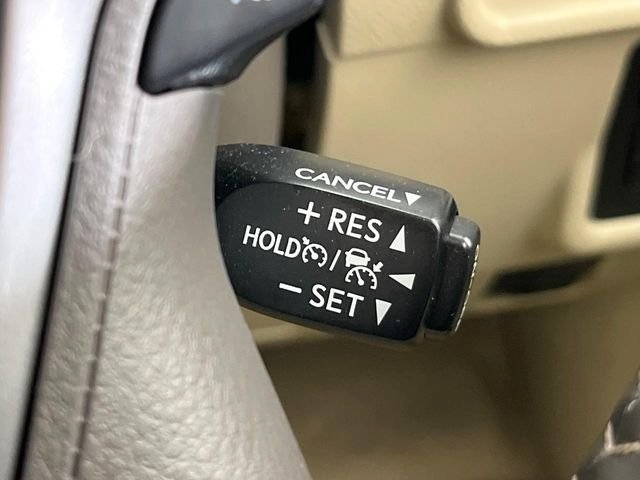 CANCEL▼
+ RES ▲
HOLD / ◀
− SET ▼